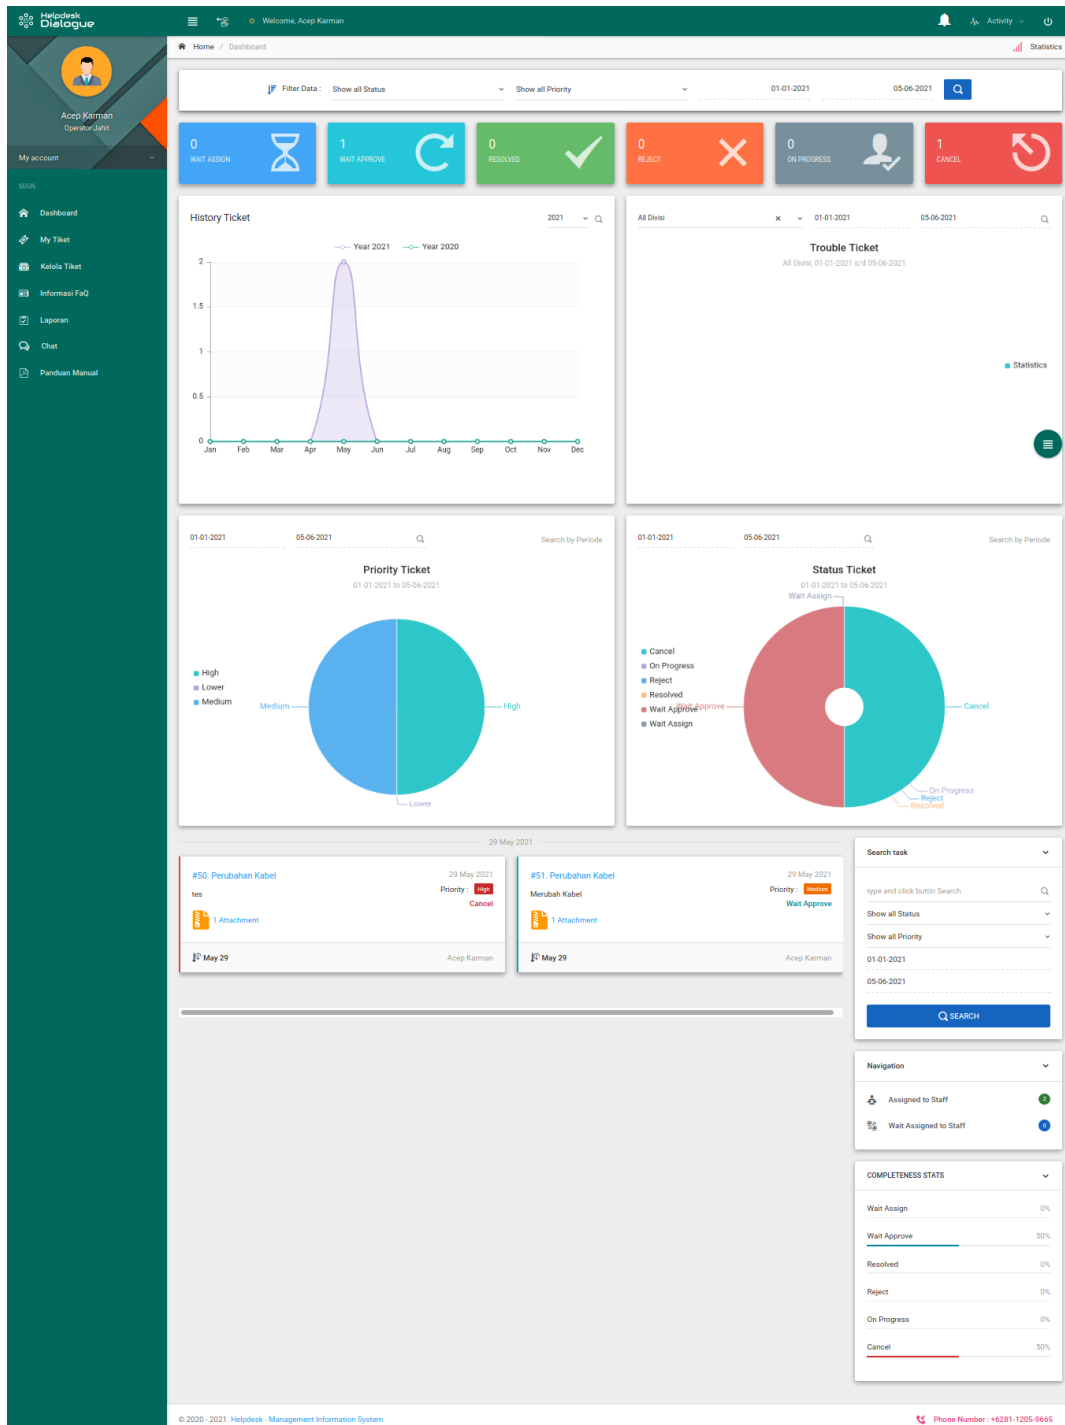 Helpdesk
Dialogue
Welcome, Acep Karman
Activity
Acep Karman
Operator Jahit
My account
MAIN
Dashboard
My Tiket
Kelola Tiket
Informasi FaQ
Laporan
Chat
Panduan Manual
Home / Dashboard
Statistics
Filter Data :
Show all Status
Show all Priority
01-01-2021
05-06-2021
0
WAIT ASSIGN
1
WAIT APPROVE
0
RESOLVED
0
REJECT
0
ON PROGRESS
1
CANCEL
History Ticket
2021
Year 2021
Year 2020
2
1.5
1
0.5
0
Jan Feb Mar Apr May Jun Jul Aug Sep Oct Nov Dec
All Divisi
01-01-2021
05-06-2021
Trouble Ticket
All Divisi, 01-01-2021 s/d 05-06-2021
Statistics
01-01-2021
05-06-2021
Search by Periode
Priority Ticket
01-01-2021 to 05-06-2021
High
Lower
Medium
Medium
High
Lower
01-01-2021
05-06-2021
Search by Periode
Status Ticket
01-01-2021 to 05-06-2021
Wait Assign
Cancel
On Progress
Reject
Resolved
Wait Approve
Wait Assign
Wait Approve
Cancel
On Progress
Reject
Resolved
29 May 2021
#50. Perubahan Kabel
29 May 2021
tes
Priority : High
Cancel
1 Attachment
May 29
Acep Karman
#51. Perubahan Kabel
29 May 2021
Merubah Kabel
Priority : Medium
Wait Approve
1 Attachment
May 29
Acep Karman
Search task
type and click buttin Search
Show all Status
Show all Priority
01-01-2021
05-06-2021
SEARCH
Navigation
Assigned to Staff
2
Wait Assigned to Staff
0
COMPLETENESS STATS
Wait Assign 0%
Wait Approve 50%
Resolved 0%
Reject 0%
On Progress 0%
Cancel 50%
© 2020 - 2021. Helpdesk - Management Information System
Phone Number : +6281-1205-9665